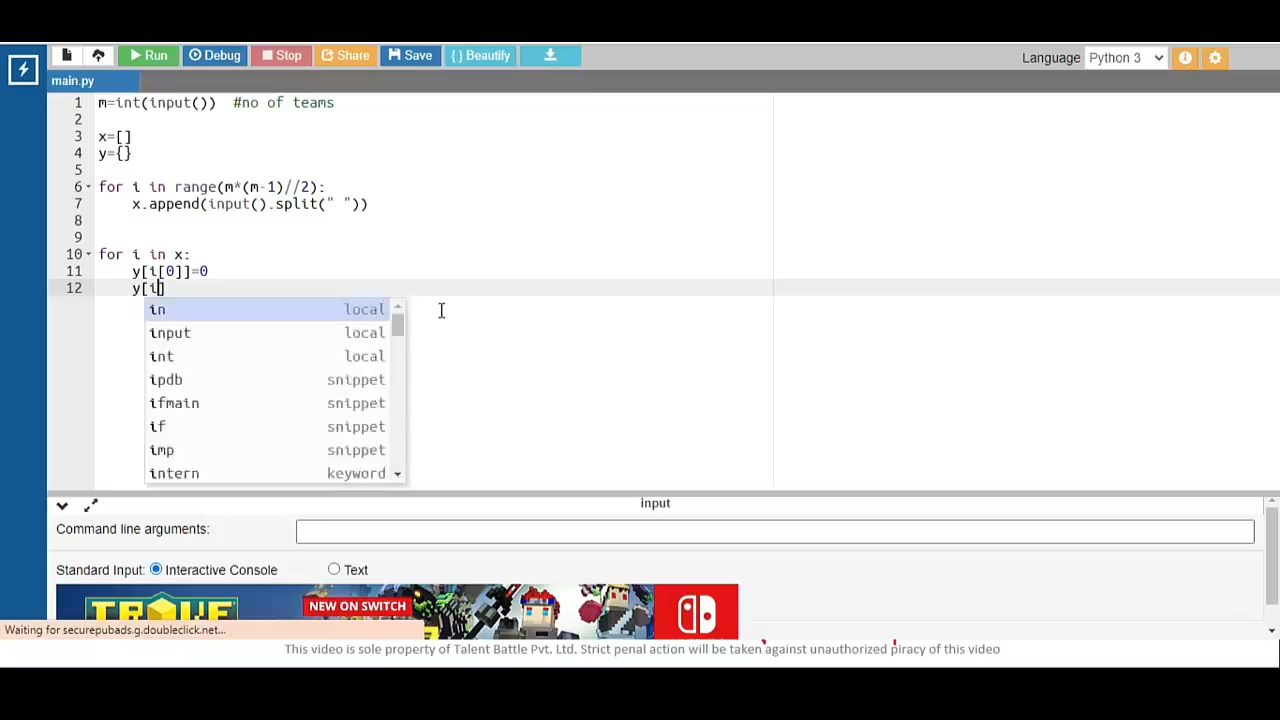 Run Debug Stop Share Save { } Beautify Language Python 3
main.py
1 m=int(input())  #no of teams
2
3 x=[]
4 y={}
5
6 for i in range(m*(m-1)//2):
7     x.append(input().split(" "))
8
9
10 for i in x:
11     y[i[0]]=0
12     y[i]
in local
input local
int local
ipdb snippet
ifmain snippet
if snippet
imp snippet
intern keyword
input
Command line arguments:
Standard Input: Interactive Console Text
TROVE NEW ON SWITCH
Waiting for securepubads.g.doubleclick.net...
This video is sole property of Talent Battle Pvt. Ltd. Strict penal action will be taken against unauthorized piracy of this video